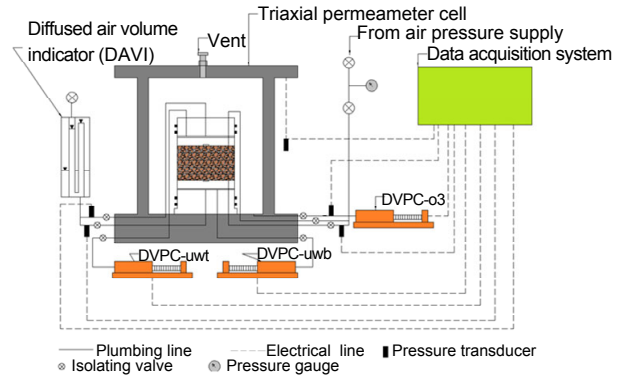 Diffused air volume
indicator (DAVI)
Vent
Triaxial permeameter cell
From air pressure supply
Data acquisition system
DVPC-o3
DVPC-uwt
DVPC-uwb
Plumbing line
Electrical line
Pressure transducer
Isolating valve
Pressure gauge